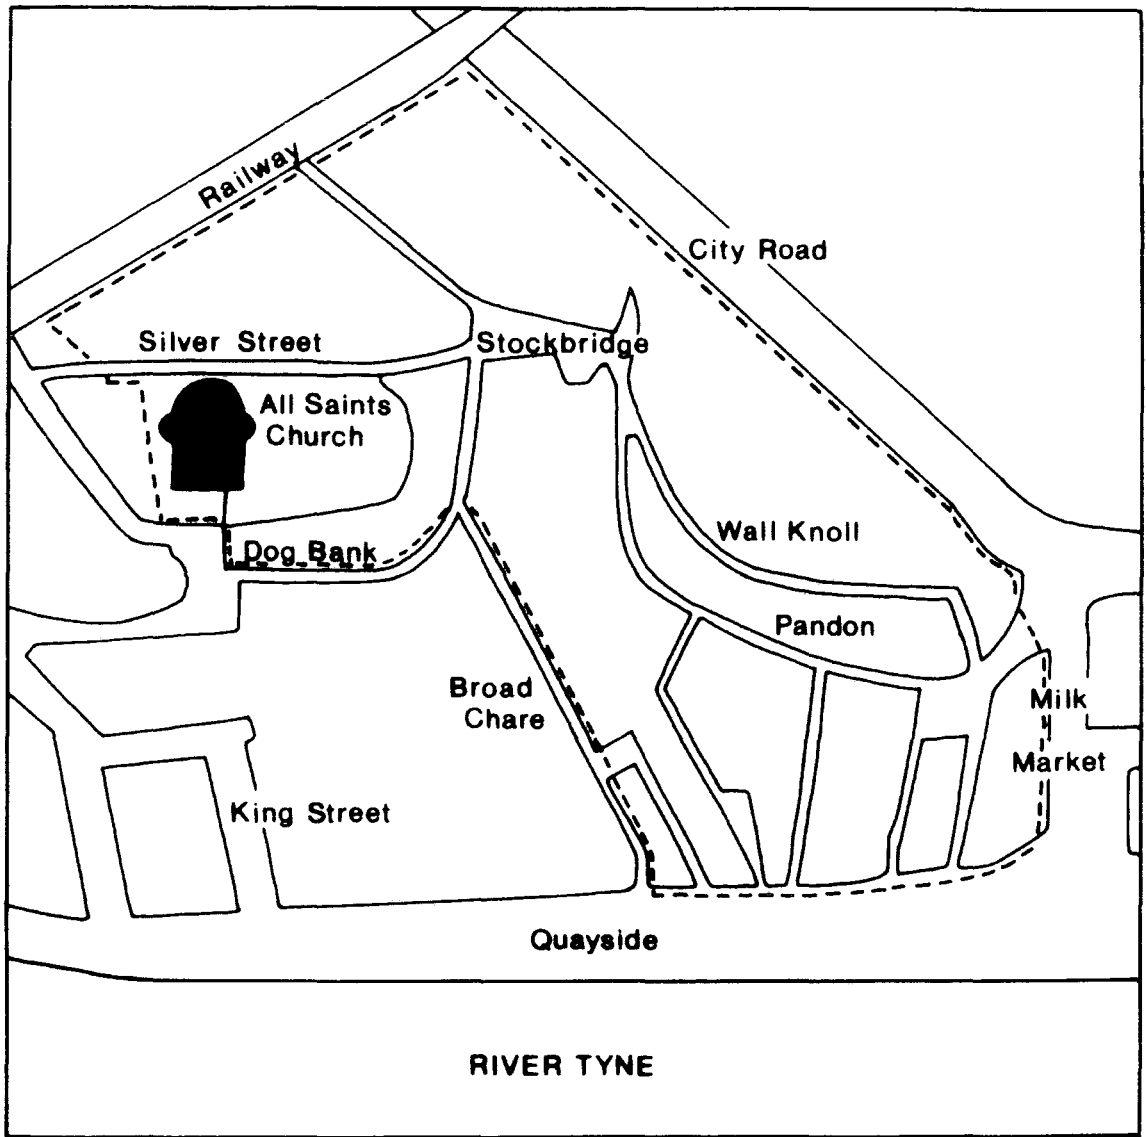 Railway
City Road
Silver Street
Stockbridge
All Saints
Church
Wall Knoll
Dog Bank
Pandon
Broad
Chare
Milk
Market
King Street
Quayside
RIVER TYNE